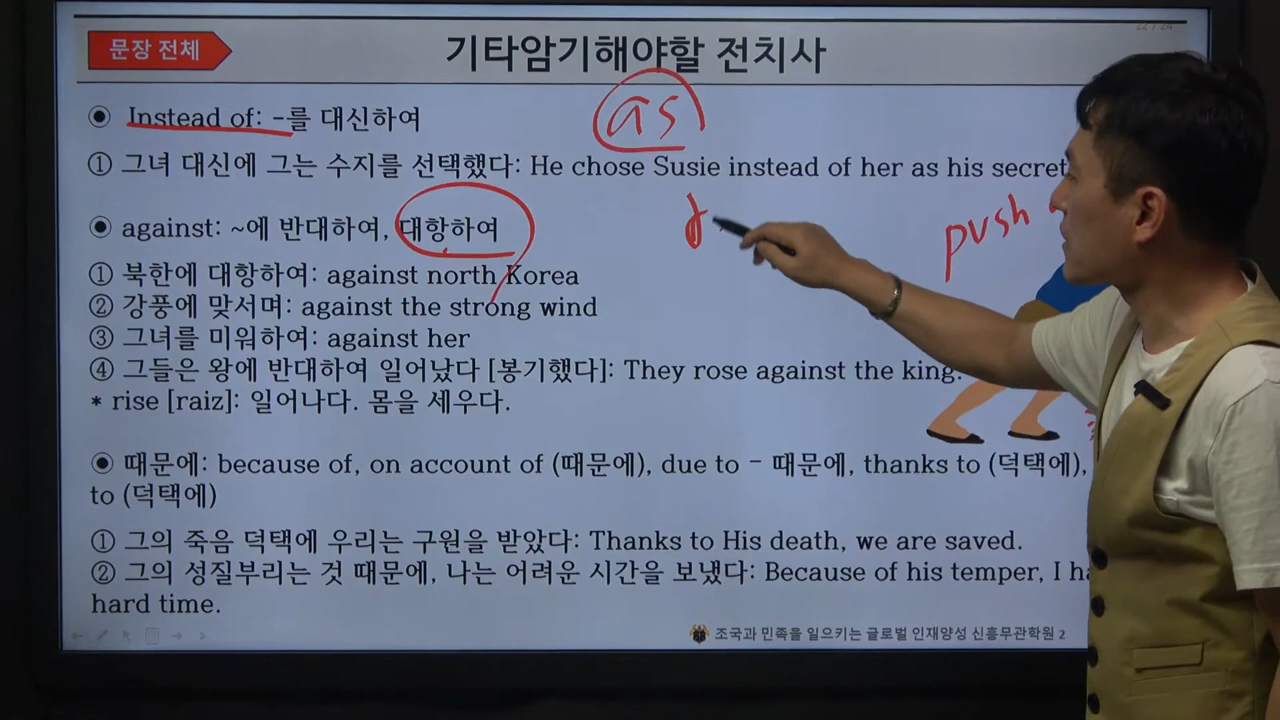 문장 전체
기타암기해야할 전치사
as
◉ Instead of: -를 대신하여
① 그녀 대신에 그는 수지를 선택했다: He chose Susie instead of her as his secret
◉ against: ~에 반대하여, 대항하여
push
① 북한에 대항하여: against north Korea
② 강풍에 맞서며: against the strong wind
③ 그녀를 미워하여: against her
④ 그들은 왕에 반대하여 일어났다 [봉기했다]: They rose against the king.
* rise [raiz]: 일어나다. 몸을 세우다.
◉ 때문에: because of, on account of (때문에), due to - 때문에, thanks to (덕택에),
to (덕택에)
① 그의 죽음 덕택에 우리는 구원을 받았다: Thanks to His death, we are saved.
② 그의 성질부리는 것 때문에, 나는 어려운 시간을 보냈다: Because of his temper, I ha
hard time.
조국과 민족을 일으키는 글로벌 인재양성 신흥무관학원 2